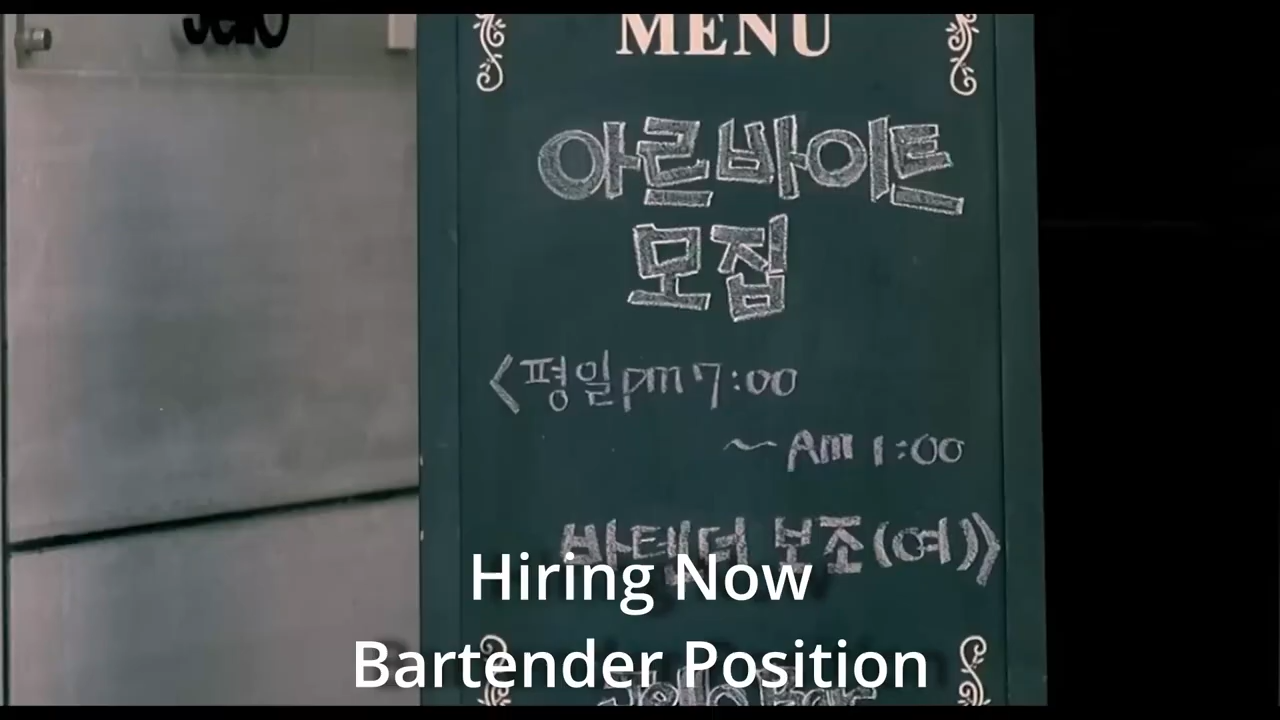 MENU
아르바이트
모집
<평일 pm 7:00
~ Am 1:00
바텐더 보조(여)>
Hiring Now
Bartender Position